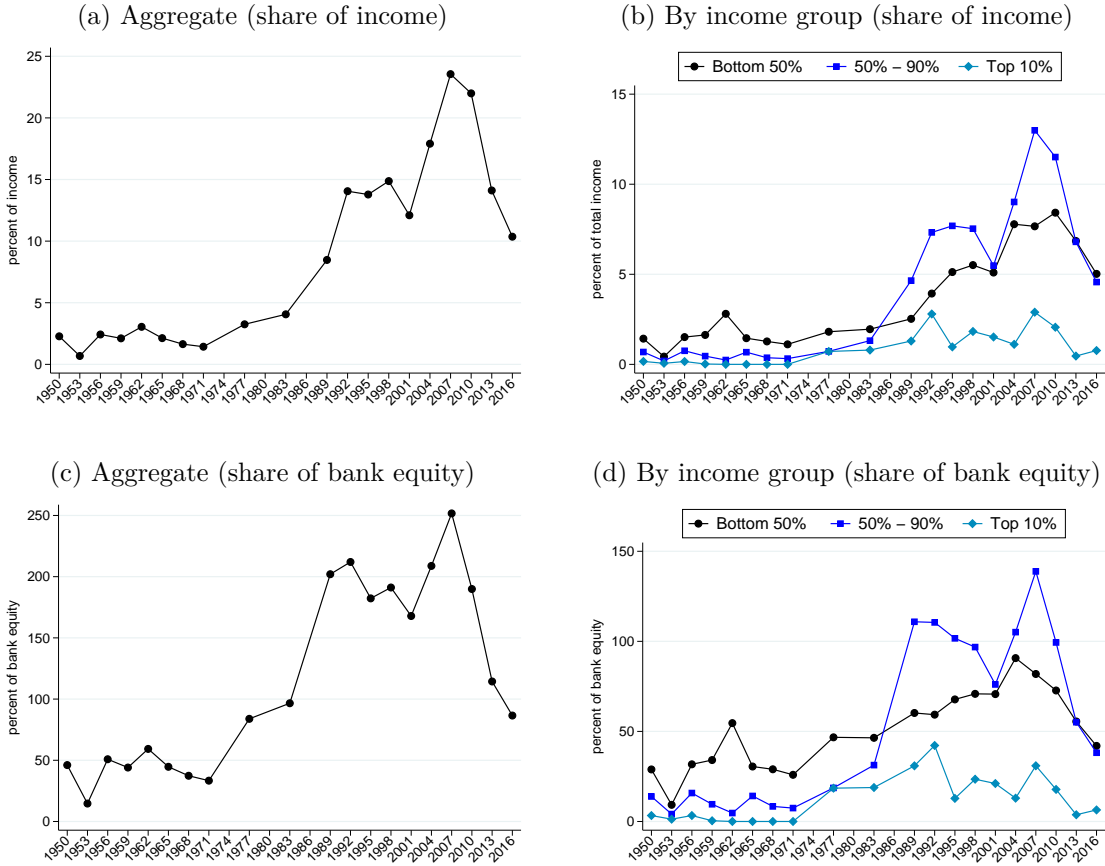 (a) Aggregate (share of income)
25
20
15
10
5
0
percent of income
1950 1953 1956 1959 1962 1965 1968 1971 1974 1977 1980 1983 1986 1989 1992 1995 1998 2001 2004 2007 2010 2013 2016
(b) By income group (share of income)
Bottom 50% 50% − 90% Top 10%
15
10
5
0
percent of total income
1950 1953 1956 1959 1962 1965 1968 1971 1974 1977 1980 1983 1986 1989 1992 1995 1998 2001 2004 2007 2010 2013 2016
(c) Aggregate (share of bank equity)
250
200
150
100
50
0
percent of bank equity
1950 1953 1956 1959 1962 1965 1968 1971 1974 1977 1980 1983 1986 1989 1992 1995 1998 2001 2004 2007 2010 2013 2016
(d) By income group (share of bank equity)
Bottom 50% 50% − 90% Top 10%
150
100
50
0
percent of bank equity
1950 1953 1956 1959 1962 1965 1968 1971 1974 1977 1980 1983 1986 1989 1992 1995 1998 2001 2004 2007 2010 2013 2016